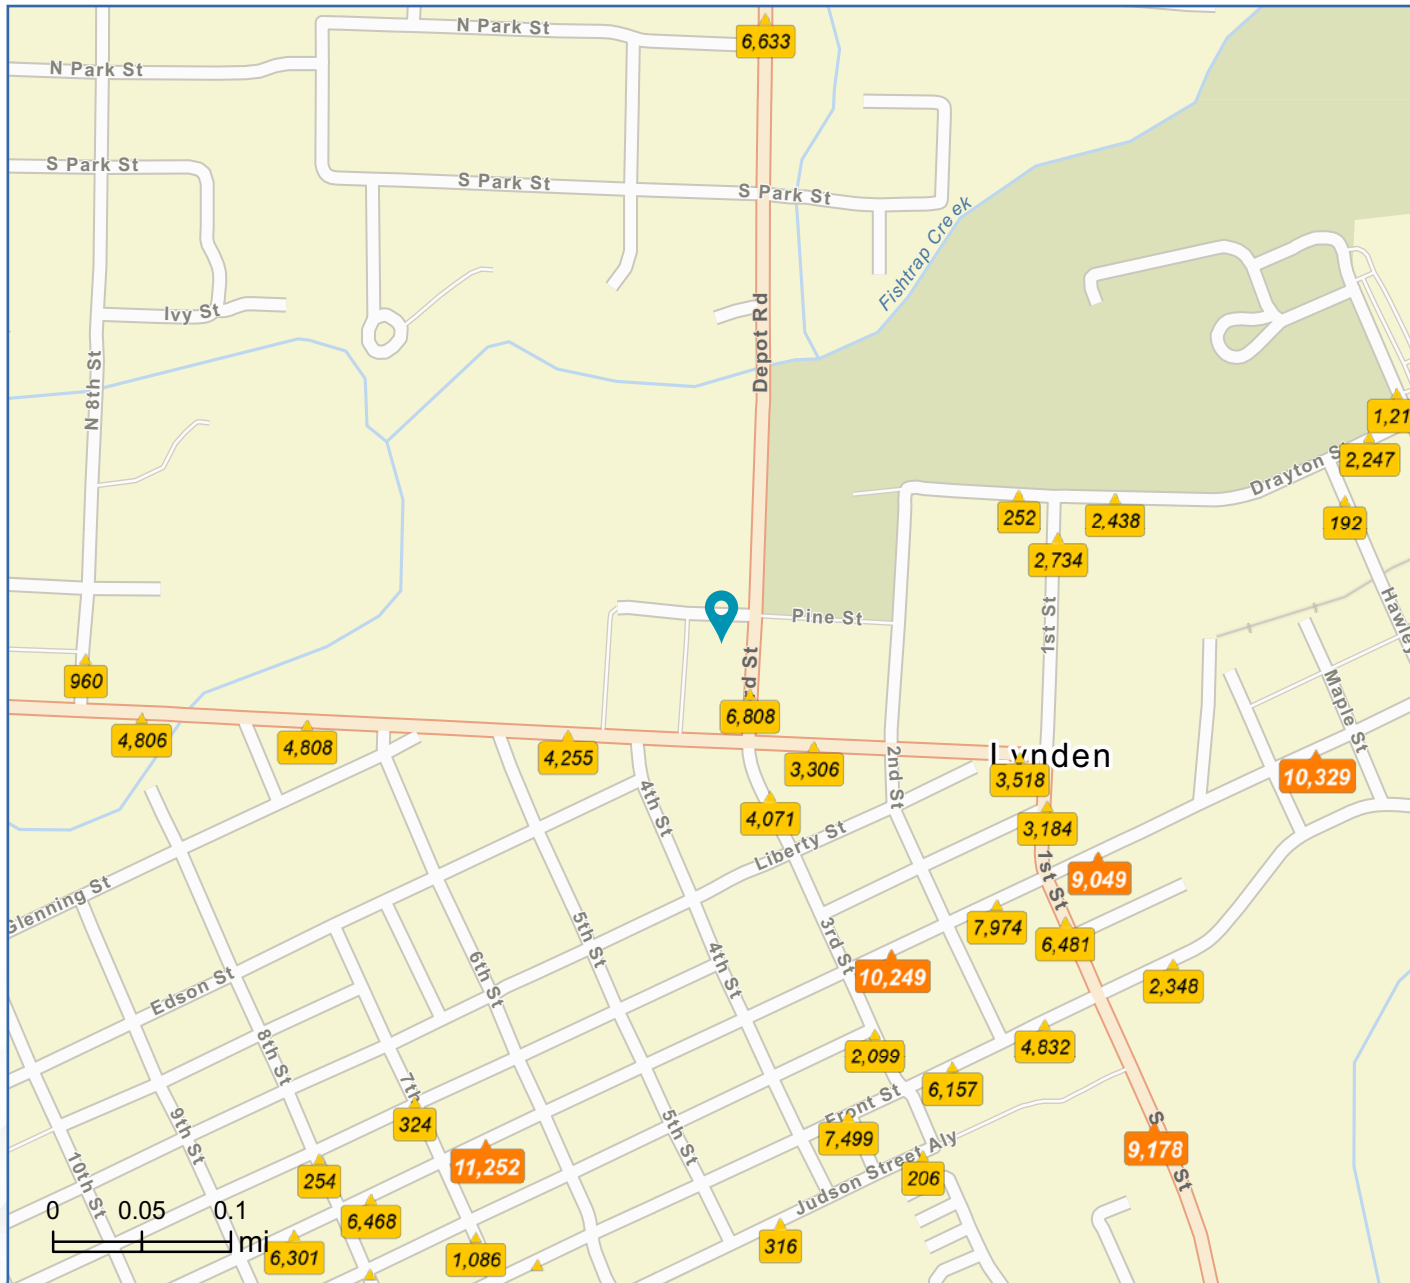 N Park St
6,633
N Park St
S Park St
S Park St
S Park St
Fishtrap Creek
Ivy St
Depot Rd
N 8th St
1,21
2,247
Drayton S
252
2,438
192
2,734
Pine St
1st St
Hawley
960
rd St
6,808
Maple St
4,806
4,808
4,255
3,306
2nd St
Lynden
3,518
10,329
4th St
4,071
Liberty St
3,184
1st St
9,049
Glenning St
5th St
3rd St
7,974
6,481
6th St
4th St
10,249
2,348
Edson St
8th St
2,099
4,832
7th
6,157
324
9th St
5th St
Front St
7,499
S
9,178
St
11,252
Judson Street Aly
10th St
254
206
0 0.05 0.1
mi
6,468
6,301
1,086
316